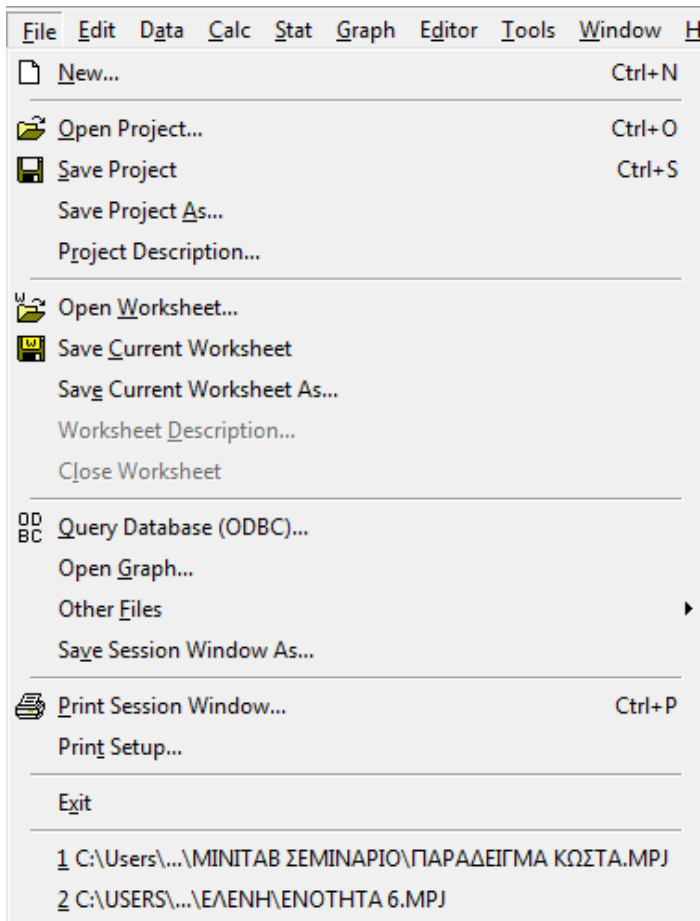 File Edit Data Calc Stat Graph Editor Tools Window H
New... Ctrl+N
Open Project... Ctrl+O
Save Project Ctrl+S
Save Project As...
Project Description...
Open Worksheet...
Save Current Worksheet
Save Current Worksheet As...
Worksheet Description...
Close Worksheet
OD
BC
Query Database (ODBC)...
Open Graph...
Other Files
Save Session Window As...
Print Session Window... Ctrl+P
Print Setup...
Exit
1 C:\Users\...\MINITAB ΣΕΜΙΝΑΡΙΟ\ΠΑΡΑΔΕΙΓΜΑ ΚΩΣΤΑ.MPJ
2 C:\USERS\...\ΕΛΕΝΗ\ΕΝΟΤΗΤΑ 6.MPJ